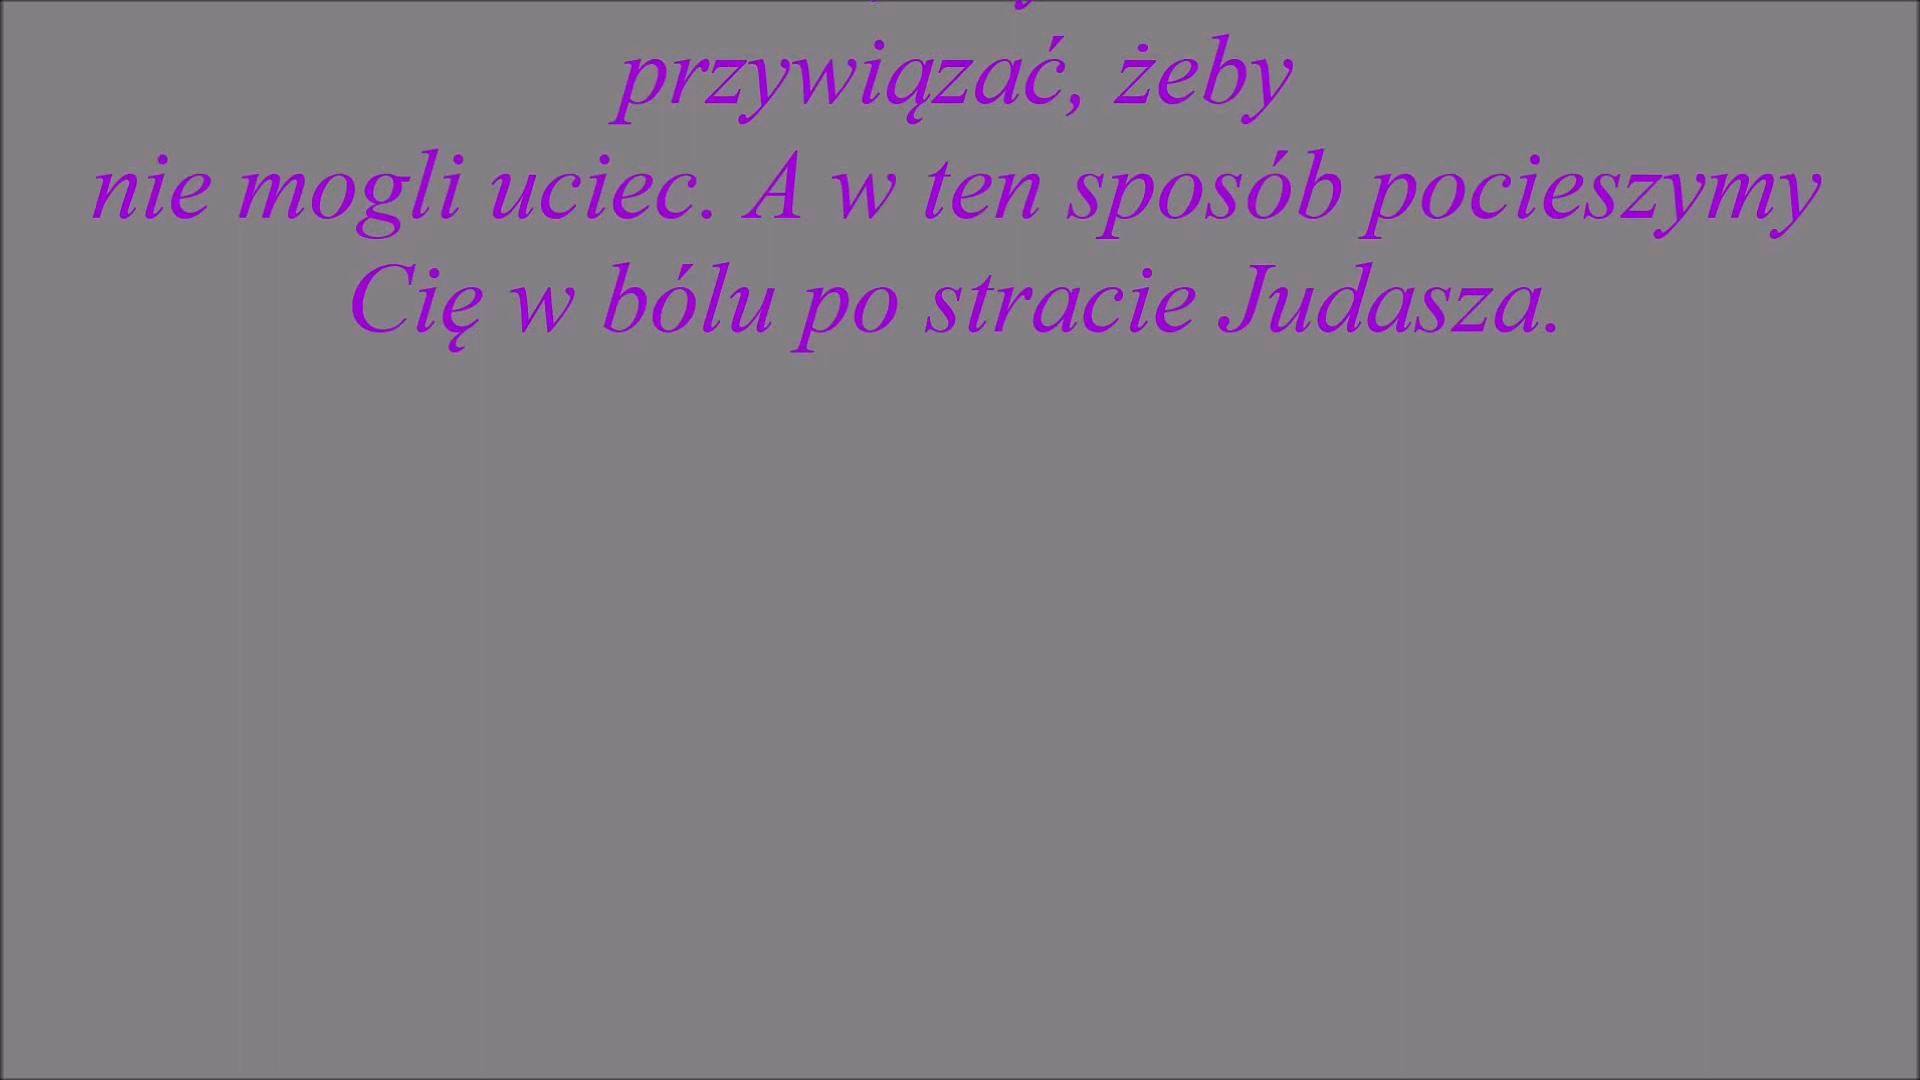 przywiązać, żeby
nie mogli uciec. A w ten sposób pocieszymy
Cię w bólu po stracie Judasza.